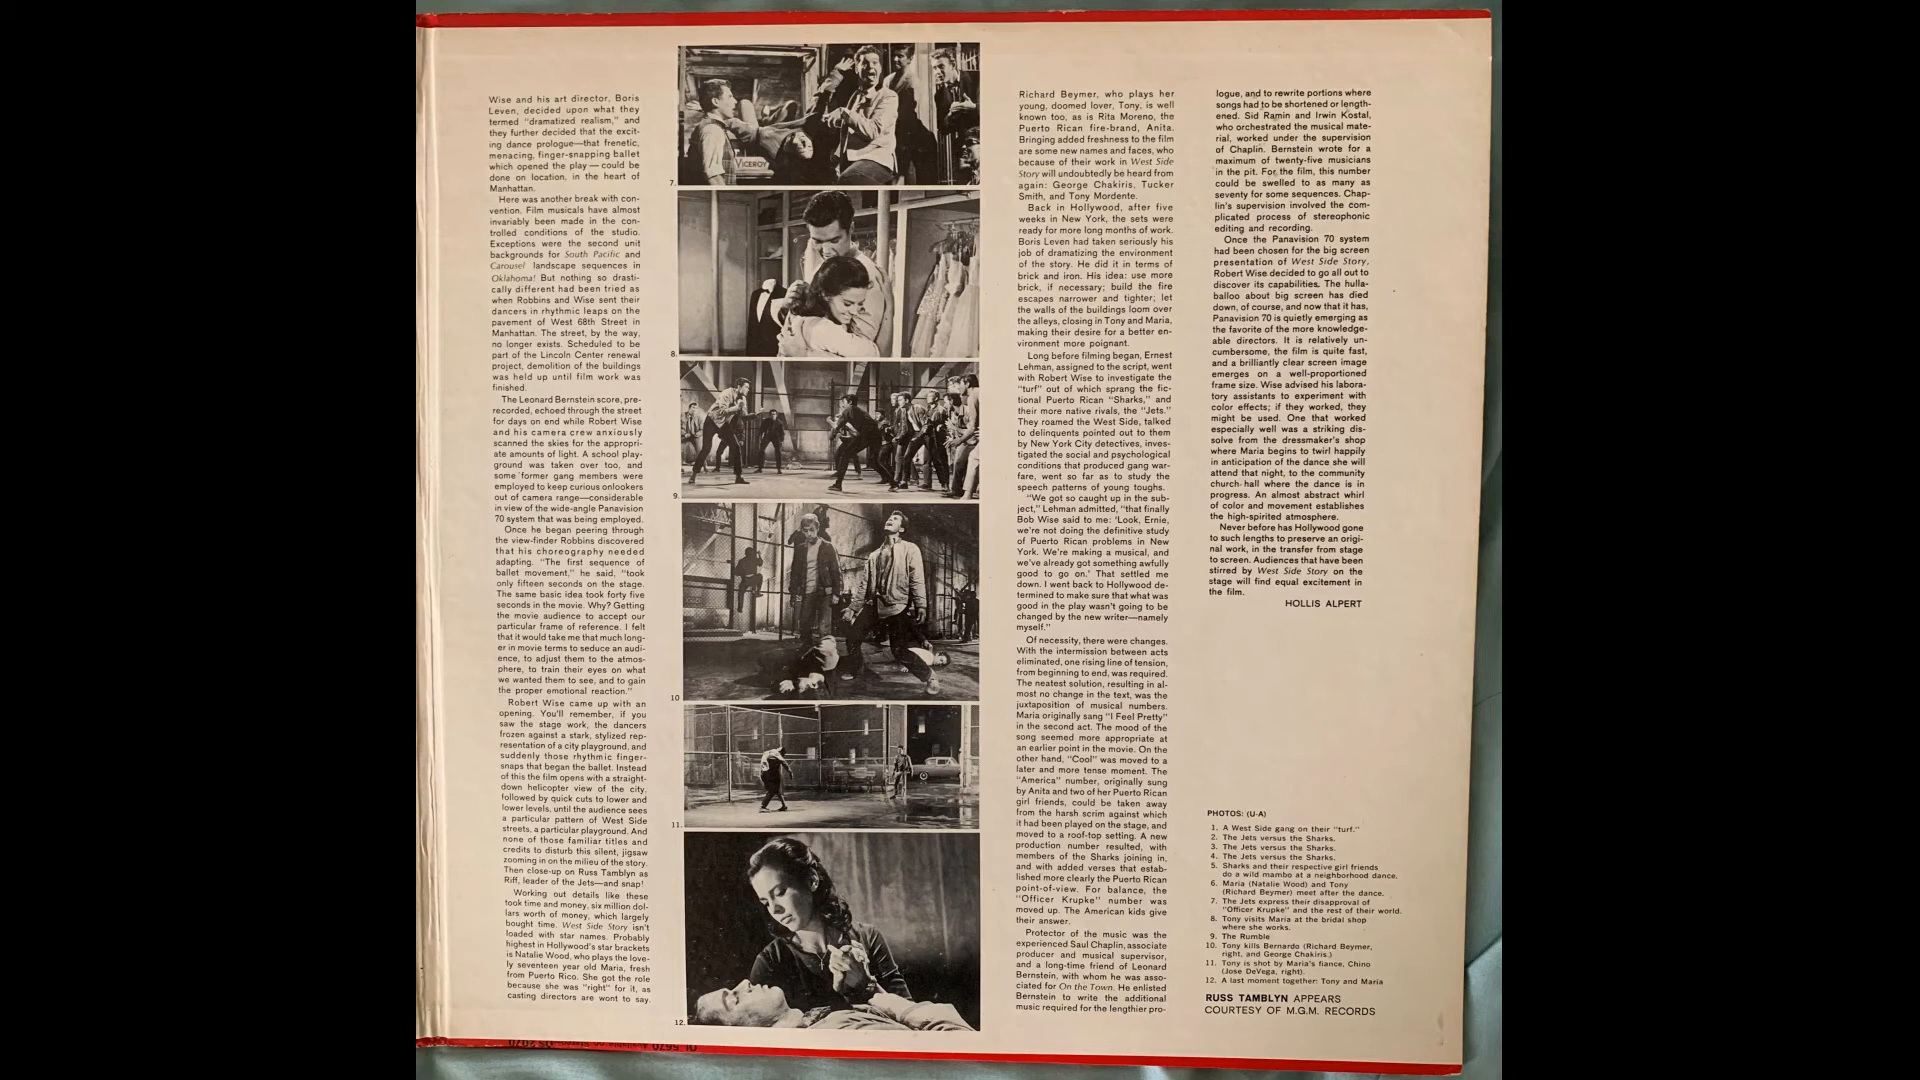 Wise and his art director, Boris
Leven, decided upon what they
termed "dramatized realism," and
they further decided that the excit-
ing dance prologue—that frenetic,
menacing, finger-snapping ballet
which opened the play — could be
done on location, in the heart of
Manhattan.
Here was another break with con-
vention. Film musicals have almost
invariably been made in the con-
trolled conditions of the studio.
Exceptions were the second unit
backgrounds for South Pacific and
Carousel landscape sequences in
Oklahoma! But nothing so drasti-
cally different had been tried as
when Robbins and Wise sent their
dancers in rhythmic leaps on the
pavement of West 68th Street in
Manhattan. The street, by the way,
no longer exists. Scheduled to be
part of the Lincoln Center renewal
project, demolition of the buildings
was held up until film work was
finished.
The Leonard Bernstein score, pre-
recorded, echoed through the street
for days on end while Robert Wise
and his camera crew anxiously
scanned the skies for the appropri-
ate amounts of light. A school play-
ground was taken over too, and
some former gang members were
employed to keep curious onlookers
out of camera range—considerable
in view of the wide-angle Panavision
70 system that was being employed.
Once he began peering through
the view-finder Robbins discovered
that his choreography needed
adapting. "The first sequence of
ballet movement," he said, "took
only fifteen seconds on the stage.
The same basic idea took forty five
seconds in the movie. Why? Getting
the movie audience to accept our
particular frame of reference. I felt
that it would take me that much long-
er in movie terms to seduce an audi-
ence, to adjust them to the atmos-
phere, to train their eyes on what
we wanted them to see, and to gain
the proper emotional reaction."
Robert Wise came up with an
opening. You'll remember, if you
saw the stage work, the dancers
frozen against a stark, stylized rep-
resentation of a city playground, and
suddenly those rhythmic finger-
snaps that began the ballet. Instead
of this the film opens with a straight-
down helicopter view of the city,
followed by quick cuts to lower and
lower levels, until the audience sees
a particular pattern of West Side
streets, a particular playground. And
none of those familiar titles and
credits to disturb this silent, jigsaw
zooming in on the milieu of the story.
Then close-up on Russ Tamblyn as
Riff, leader of the Jets—and snap!
Working out details like these
took time and money, six million dol-
lars worth of money, which largely
bought time. West Side Story isn't
loaded with star names. Probably
highest in Hollywood's star brackets
is Natalie Wood, who plays the love-
ly seventeen year old Maria, fresh
from Puerto Rico. She got the role
because she was "right" for it, as
casting directors are wont to say.
VICEROY
7.
8.
9.
10
11.
12.
Richard Beymer, who plays her
young, doomed lover, Tony, is well
known too, as is Rita Moreno, the
Puerto Rican fire-brand, Anita.
Bringing added freshness to the film
are some new names and faces, who
because of their work in West Side
Story will undoubtedly be heard from
again: George Chakiris, Tucker
Smith, and Tony Mordente.
Back in Hollywood, after five
weeks in New York, the sets were
ready for more long months of work.
Boris Leven had taken seriously his
job of dramatizing the environment
of the story. He did it in terms of
brick and iron. His idea: use more
brick, if necessary; build the fire
escapes narrower and tighter; let
the walls of the buildings loom over
the alleys, closing in Tony and Maria,
making their desire for a better en-
vironment more poignant.
Long before filming began, Ernest
Lehman, assigned to the script, went
with Robert Wise to investigate the
"turf" out of which sprang the fic-
tional Puerto Rican "Sharks," and
their more native rivals, the "Jets."
They roamed the West Side, talked
to delinquents pointed out to them
by New York City detectives, inves-
tigated the social and psychological
conditions that produced gang war-
fare, went so far as to study the
speech patterns of young toughs.
"We got so caught up in the sub-
ject," Lehman admitted, "that finally
Bob Wise said to me: 'Look, Ernie,
we're not doing the definitive study
of Puerto Rican problems in New
York. We're making a musical, and
we've already got something awfully
good to go on.' That settled me
down. I went back to Hollywood de-
termined to make sure that what was
good in the play wasn't going to be
changed by the new writer—namely
myself."
Of necessity, there were changes.
With the intermission between acts
eliminated, one rising line of tension,
from beginning to end, was required.
The neatest solution, resulting in al-
most no change in the text, was the
juxtaposition of musical numbers.
Maria originally sang "I Feel Pretty"
in the second act. The mood of the
song seemed more appropriate at
an earlier point in the movie. On the
other hand, "Cool" was moved to a
later and more tense moment. The
"America" number, originally sung
by Anita and two of her Puerto Rican
girl friends, could be taken away
from the harsh scrim against which
it had been played on the stage, and
moved to a roof-top setting. A new
production number resulted, with
members of the Sharks joining in,
and with added verses that estab-
lished more clearly the Puerto Rican
point-of-view. For balance, the
"Officer Krupke" number was
moved up. The American kids give
their answer.
Protector of the music was the
experienced Saul Chaplin, associate
producer and musical supervisor,
and a long-time friend of Leonard
Bernstein, with whom he was asso-
ciated for On the Town. He enlisted
Bernstein to write the additional
music required for the lengthier pro-
logue, and to rewrite portions where
songs had to be shortened or length-
ened. Sid Ramin and Irwin Kostal,
who orchestrated the musical mate-
rial, worked under the supervision
of Chaplin. Bernstein wrote for a
maximum of twenty-five musicians
in the pit. For the film, this number
could be swelled to as many as
seventy for some sequences. Chap-
lin's supervision involved the com-
plicated process of stereophonic
editing and recording.
Once the Panavision 70 system
had been chosen for the big screen
presentation of West Side Story,
Robert Wise decided to go all out to
discover its capabilities. The hulla-
balloo about big screen has died
down, of course, and now that it has,
Panavision 70 is quietly emerging as
the favorite of the more knowledge-
able directors. It is relatively un-
cumbersome, the film is quite fast,
and a brilliantly clear screen image
emerges on a well-proportioned
frame size. Wise advised his labora-
tory assistants to experiment with
color effects; if they worked, they
might be used. One that worked
especially well was a striking dis-
solve from the dressmaker's shop
where Maria begins to twirl happily
in anticipation of the dance she will
attend that night, to the community
church hall where the dance is in
progress. An almost abstract whirl
of color and movement establishes
the high-spirited atmosphere.
Never before has Hollywood gone
to such lengths to preserve an origi-
nal work, in the transfer from stage
to screen. Audiences that have been
stirred by West Side Story on the
stage will find equal excitement in
the film.
HOLLIS ALPERT
PHOTOS: (U-A)
1. A West Side gang on their "turf."
2. The Jets versus the Sharks.
3. The Jets versus the Sharks.
4. The Jets versus the Sharks.
5. Sharks and their respective girl friends
do a wild mambo at a neighborhood dance.
6. Maria (Natalie Wood) and Tony
(Richard Beymer) meet after the dance.
7. The Jets express their disapproval of
"Officer Krupke" and the rest of their world.
8. Tony visits Maria at the bridal shop
where she works.
9. The Rumble
10. Tony kills Bernardo (Richard Beymer,
right, and George Chakiris.)
11. Tony is shot by Maria's fiance, Chino
(Jose DeVega, right).
12. A last moment together: Tony and Maria
RUSS TAMBLYN APPEARS
COURTESY OF M.G.M. RECORDS